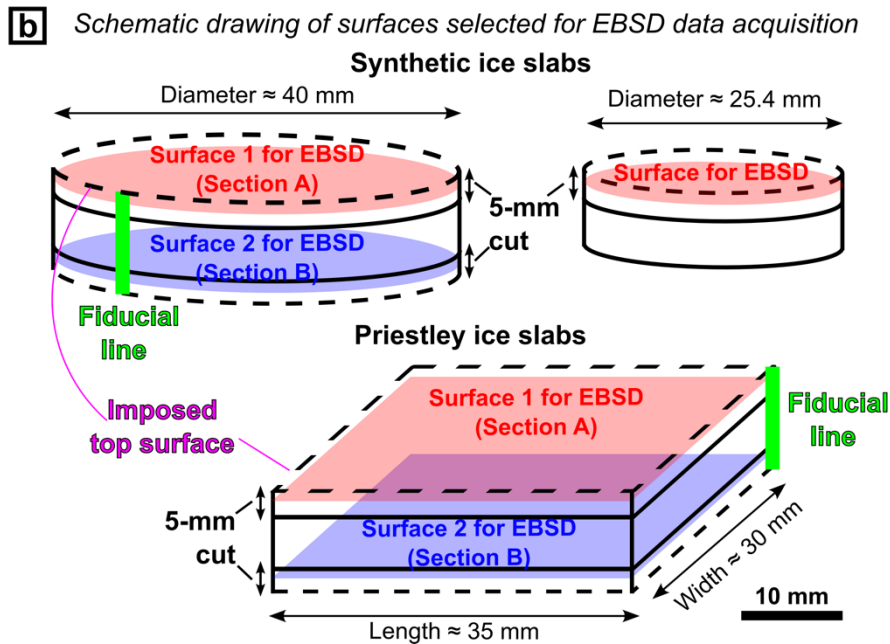 b Schematic drawing of surfaces selected for EBSD data acquisition
Synthetic ice slabs
Diameter ≈ 40 mm
Diameter ≈ 25.4 mm
Surface 1 for EBSD
(Section A)
Surface for EBSD
5-mm
cut
Surface 2 for EBSD
(Section B)
Fiducial
line
Priestley ice slabs
Imposed
top surface
Surface 1 for EBSD
(Section A)
Fiducial
line
5-mm
cut
Surface 2 for EBSD
(Section B)
Width ≈ 30 mm
Length ≈ 35 mm
10 mm